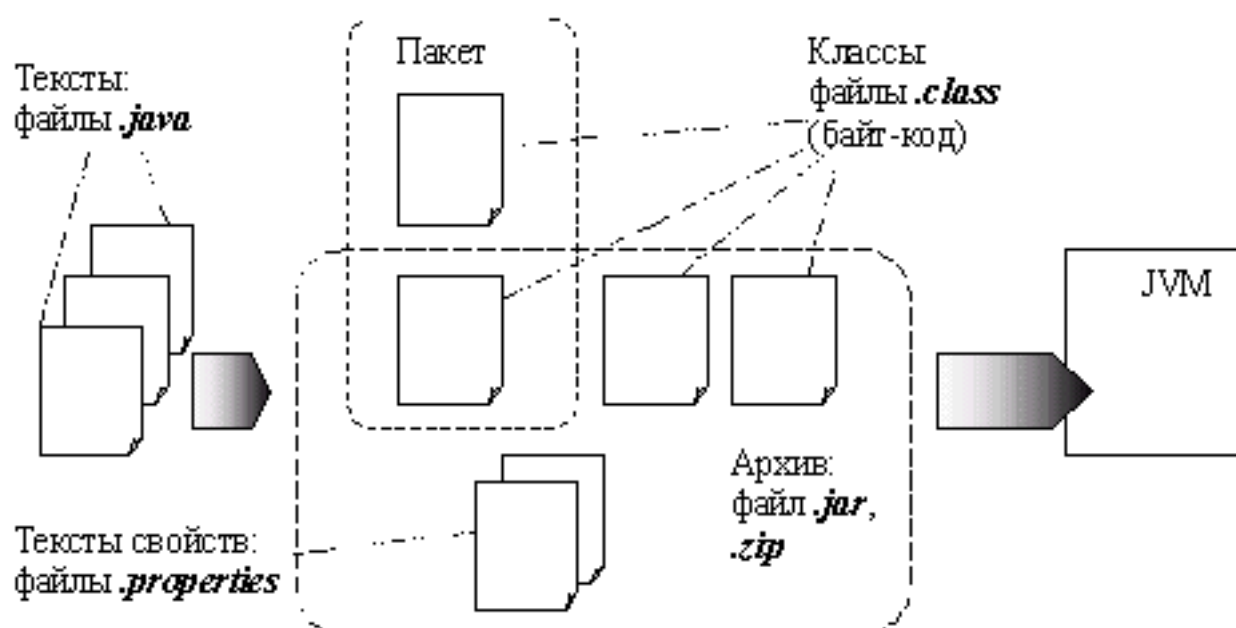 Пакет
Классы
файлы .class
(байт-код)
Тексты:
файлы .java
JVM
Архив:
файл .jar,
.zip
Тексты свойств:
файлы .properties